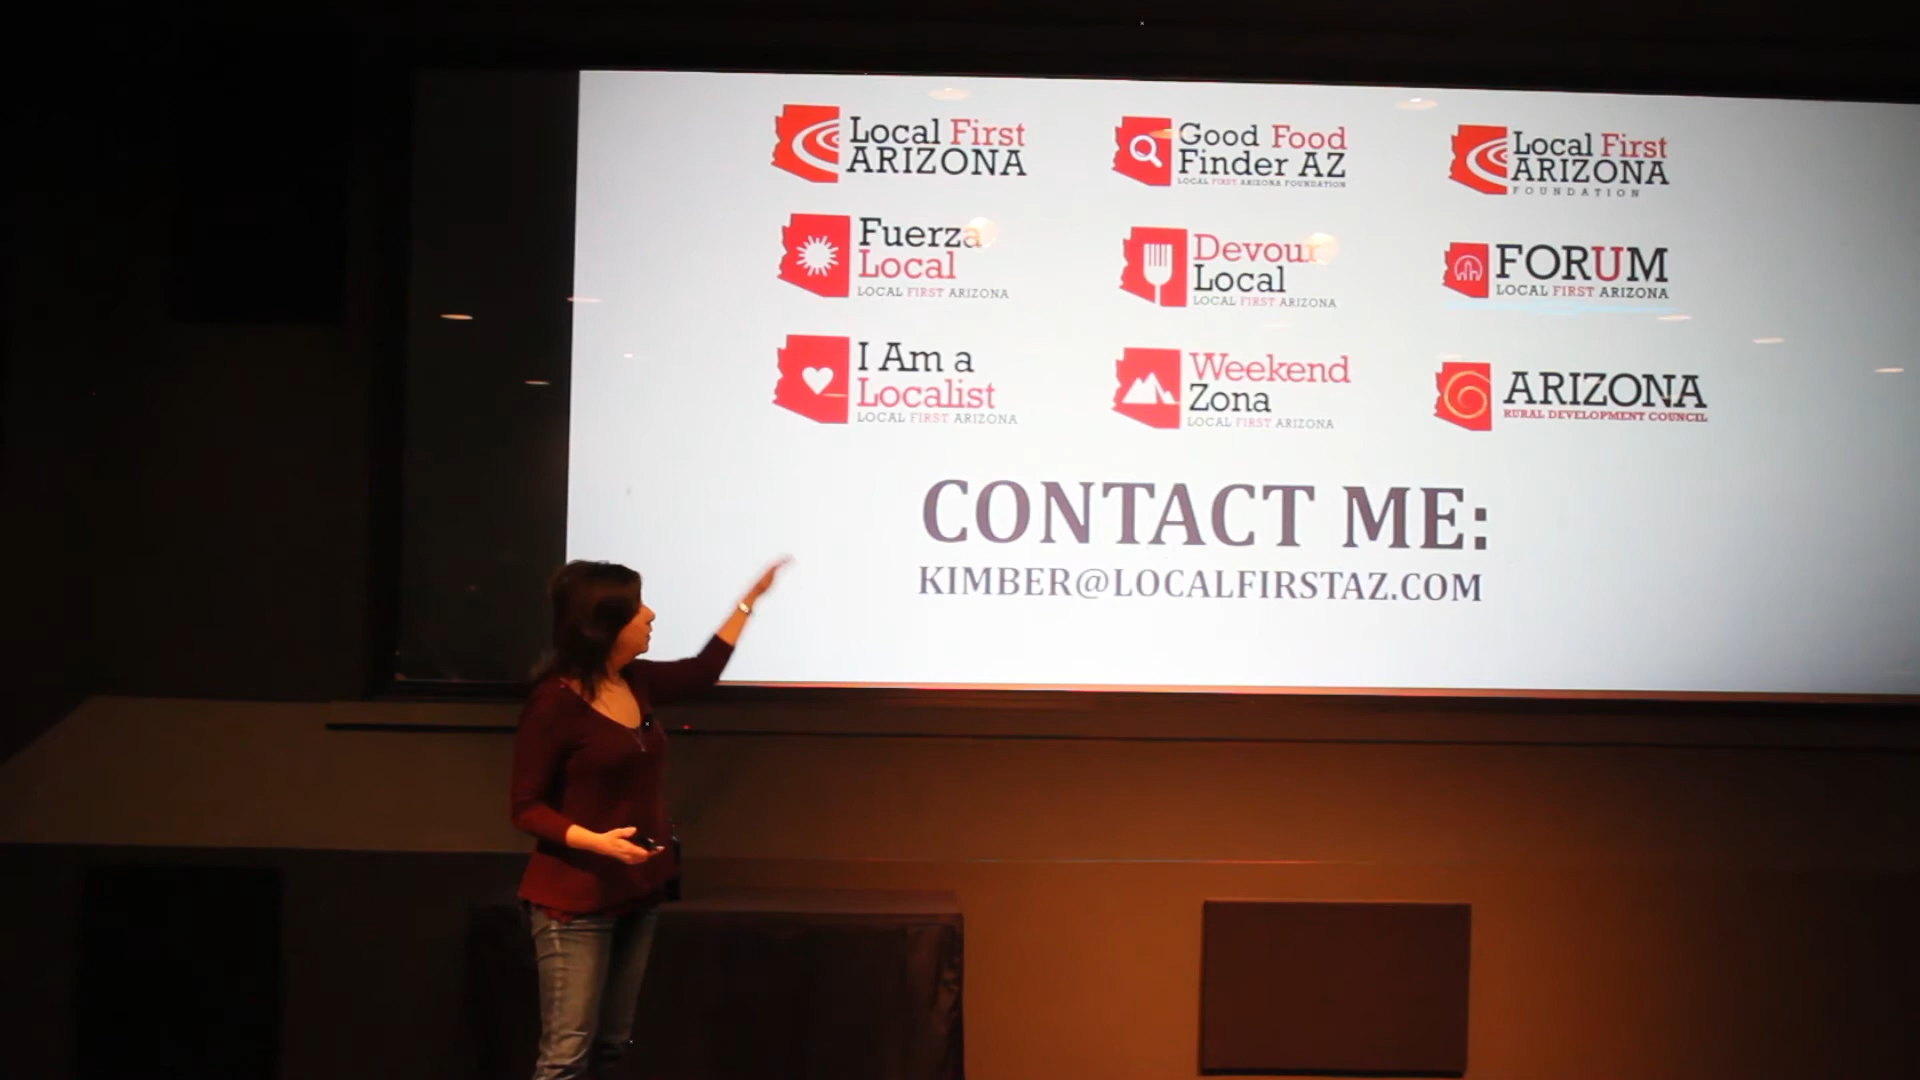 Local First
ARIZONA
Good Food
Finder AZ
LOCAL FIRST ARIZONA FOUNDATION
Local First
ARIZONA
FOUNDATION
Fuerza
Local
LOCAL FIRST ARIZONA
Devour
Local
LOCAL FIRST ARIZONA
FORUM
LOCAL FIRST ARIZONA
I Am a
Localist
LOCAL FIRST ARIZONA
Weekend
Zona
LOCAL FIRST ARIZONA
ARIZONA
RURAL DEVELOPMENT COUNCIL
CONTACT ME:
KIMBER@LOCALFIRSTAZ.COM